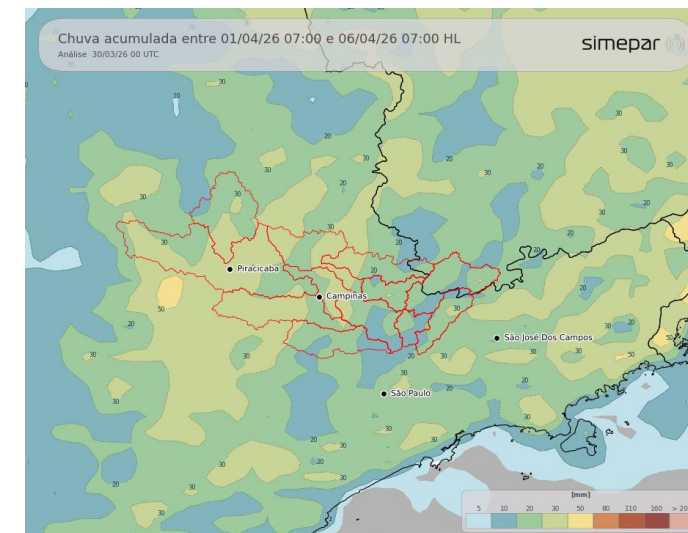 Chuva acumulada entre 01/04/26 07:00 e 06/04/26 07:00 HL
Análise 30/03/26 00 UTC
simepar
Piracicaba
Campinas
São José Dos Campos
São Paulo
[mm]
5 10 20 30 50 80 110 160 > 20